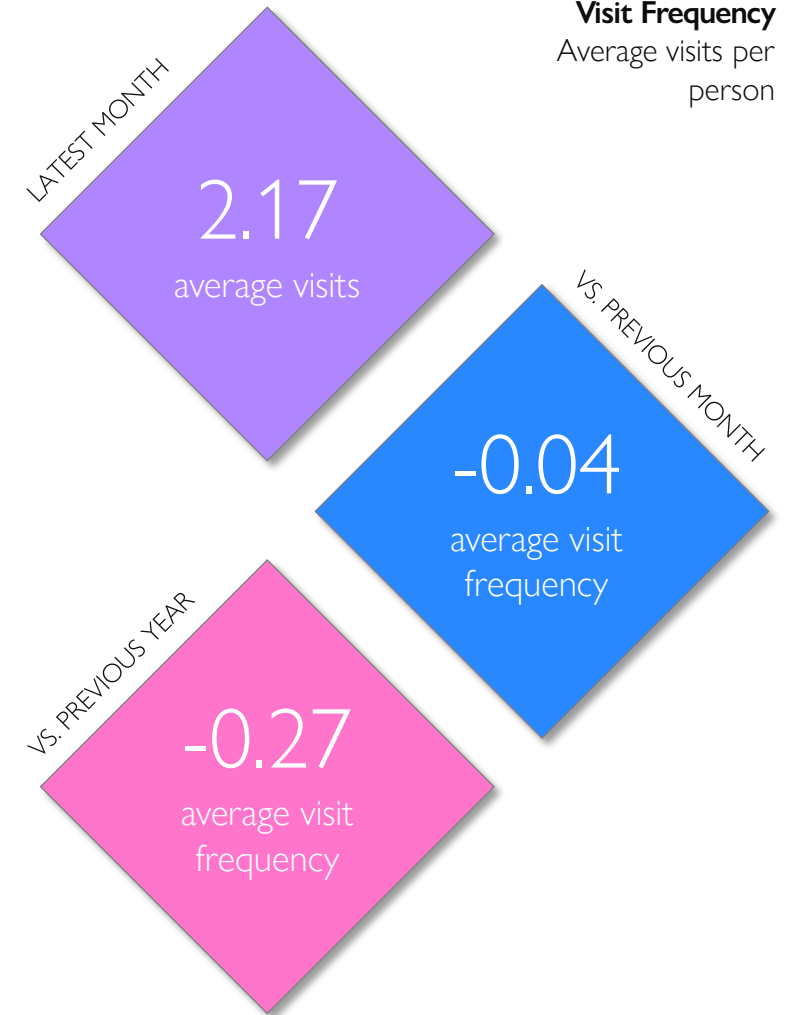 Visit Frequency
Average visits per
person
LATEST MONTH
2.17
average visits
VS. PREVIOUS MONTH
-0.04
average visit
frequency
VS. PREVIOUS YEAR
-0.27
average visit
frequency